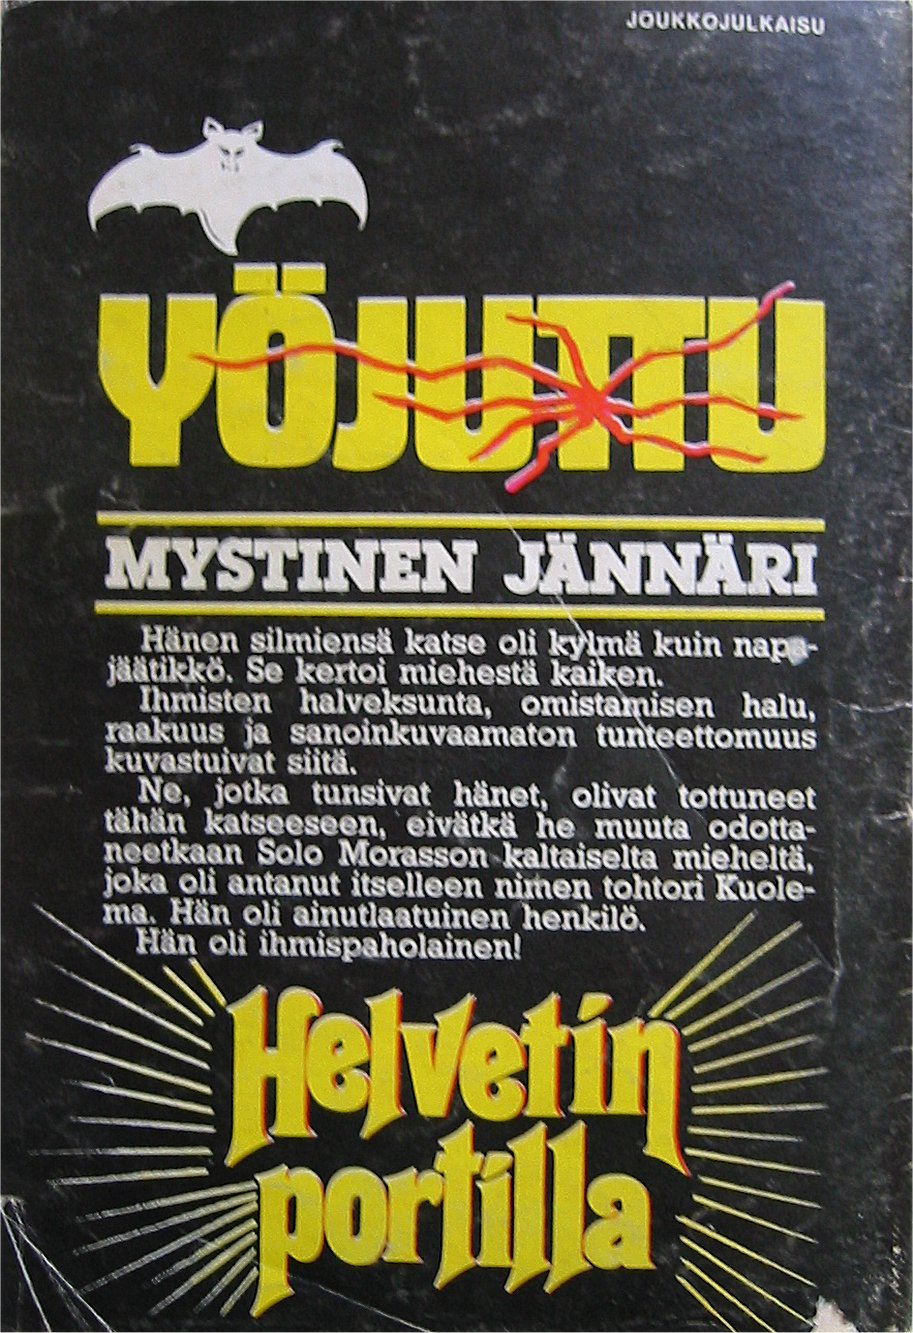 JOUKKOJULKAISU
YÖJUTTU
MYSTINEN JÄNNÄRI
Hänen silmiensä katse oli kylmä kuin napa-
jäätikkö. Se kertoi miehestä kaiken.
Ihmisten halveksunta, omistamisen halu,
raakuus ja sanoinkuvaamaton tunteettomuus
kuvastuivat siitä.
Ne, jotka tunsivat hänet, olivat tottuneet
tähän katseeseen, eivätkä he muuta odotta-
neetkaan Solo Morasson kaltaiselta mieheltä,
joka oli antanut itselleen nimen tohtori Kuole-
ma. Hän oli ainutlaatuinen henkilö.
Hän oli ihmispaholainen!
Helvetin
portilla